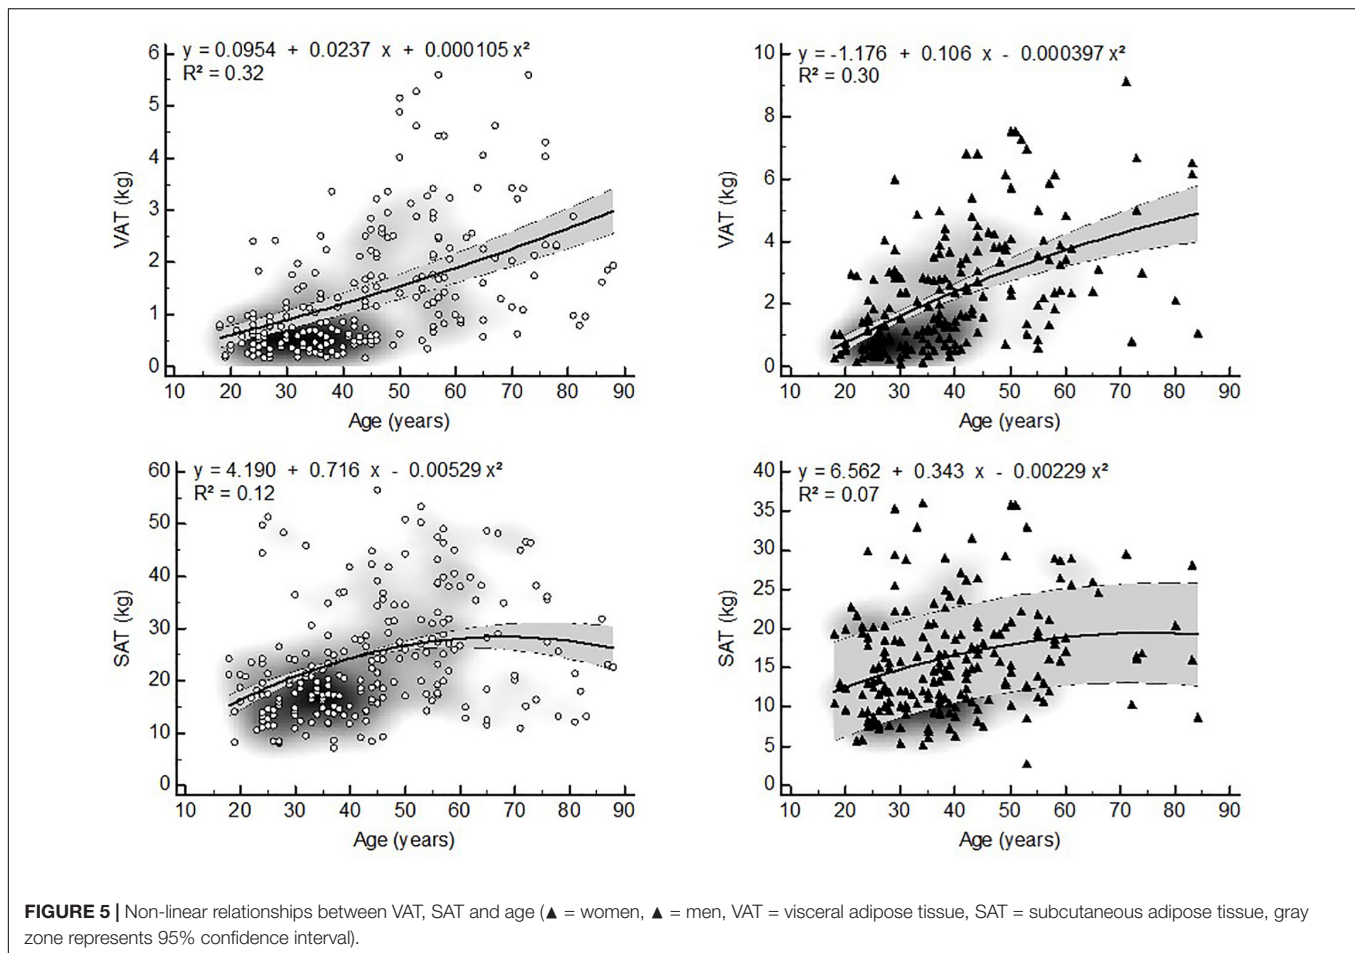 y = 0.0954 + 0.0237 x + 0.000105 x²
R² = 0.32
6
5
4
3
2
1
0
VAT (kg)
10 20 30 40 50 60 70 80 90
Age (years)
y = -1.176 + 0.106 x - 0.000397 x²
R² = 0.30
10
8
6
4
2
0
VAT (kg)
10 20 30 40 50 60 70 80 90
Age (years)
y = 4.190 + 0.716 x - 0.00529 x²
R² = 0.12
60
50
40
30
20
10
0
SAT (kg)
10 20 30 40 50 60 70 80 90
Age (years)
y = 6.562 + 0.343 x - 0.00229 x²
R² = 0.07
40
35
30
25
20
15
10
5
0
SAT (kg)
10 20 30 40 50 60 70 80 90
Age (years)
FIGURE 5 | Non-linear relationships between VAT, SAT and age (▲ = women, ▲ = men, VAT = visceral adipose tissue, SAT = subcutaneous adipose tissue, gray
zone represents 95% confidence interval).